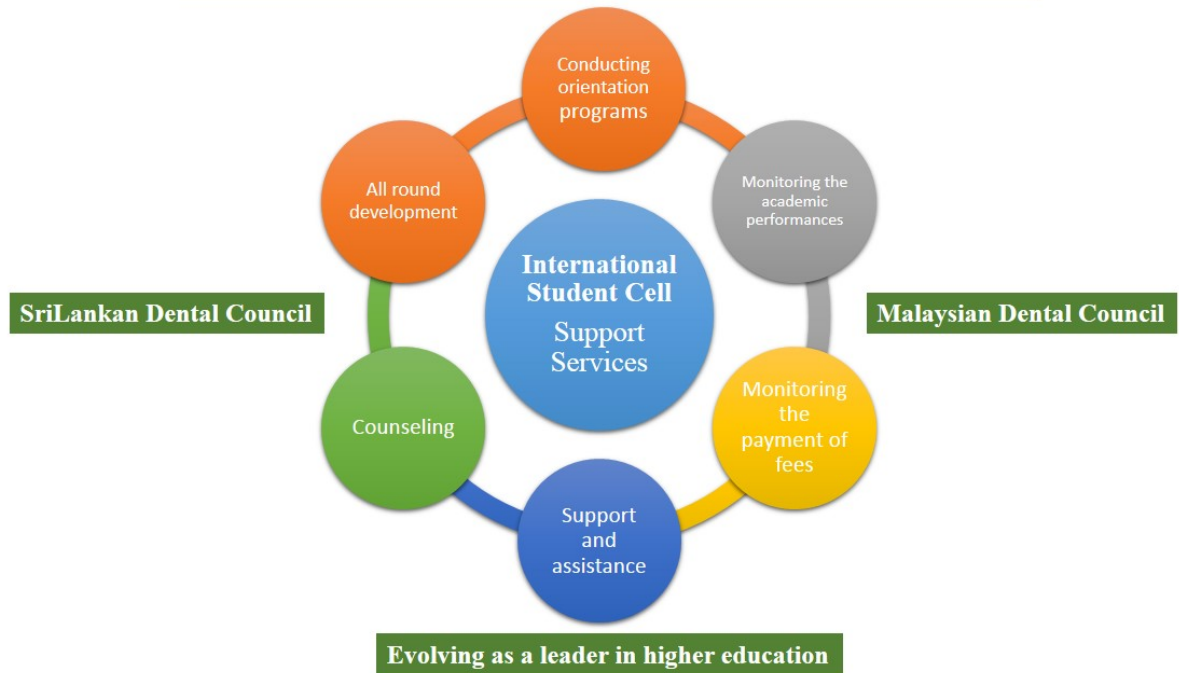 Conducting
orientation
programs
All round
development
Monitoring the
academic
performances
International
Student Cell
Support
Services
SriLankan Dental Council
Malaysian Dental Council
Counseling
Monitoring
the
payment of
fees
Support
and
assistance
Evolving as a leader in higher education